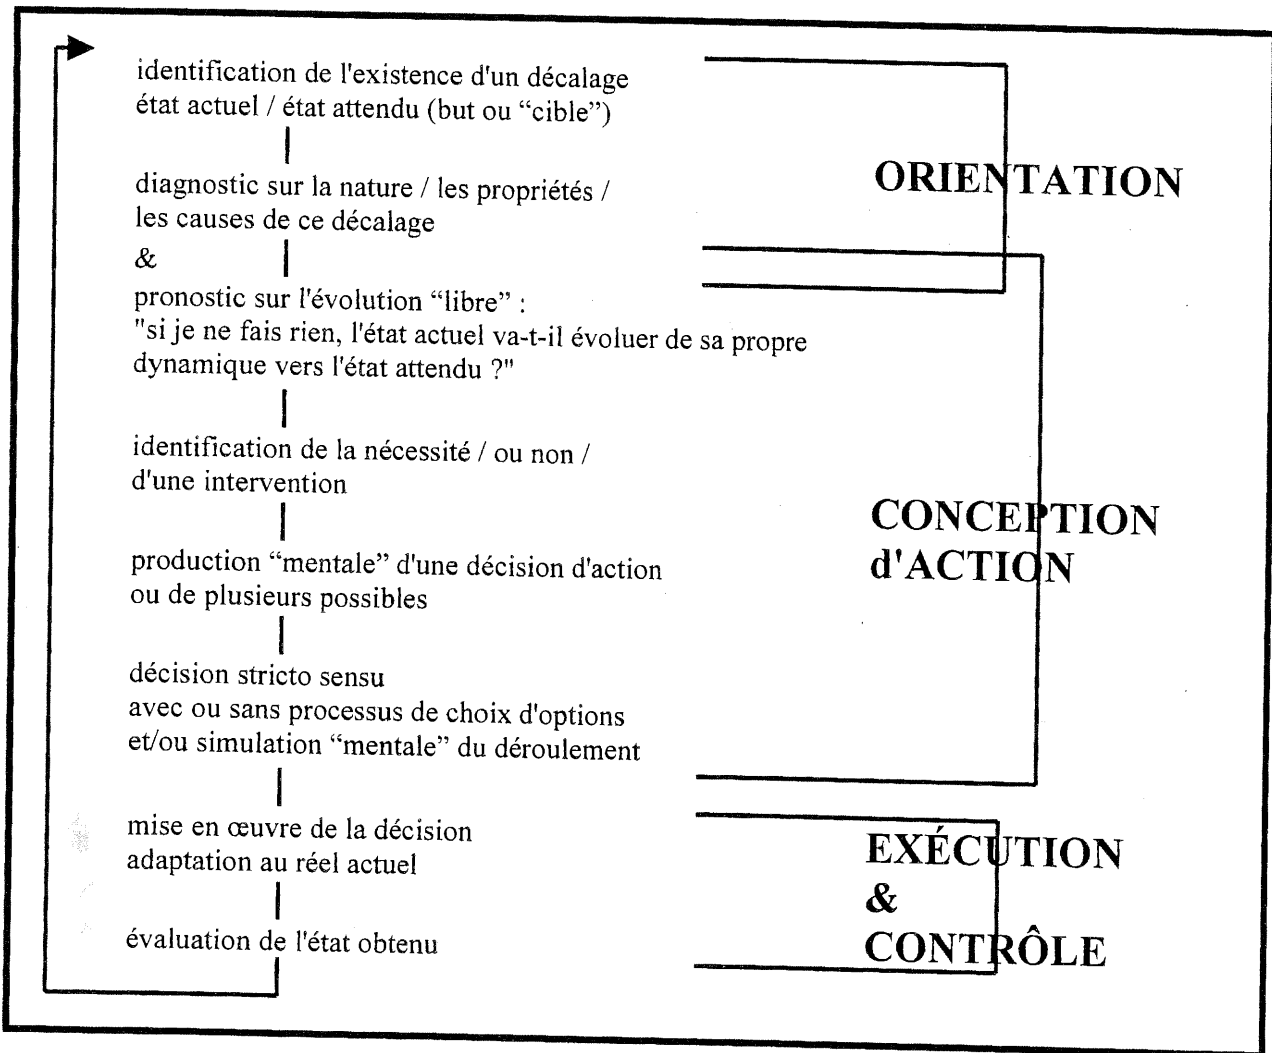 identification de l'existence d'un décalage
état actuel / état attendu (but ou “cible”)
diagnostic sur la nature / les propriétés /
les causes de ce décalage
&
pronostic sur l'évolution “libre” :
"si je ne fais rien, l'état actuel va-t-il évoluer de sa propre
dynamique vers l'état attendu ?"
identification de la nécessité / ou non /
d'une intervention
production “mentale” d'une décision d'action
ou de plusieurs possibles
décision stricto sensu
avec ou sans processus de choix d'options
et/ou simulation “mentale” du déroulement
mise en œuvre de la décision
adaptation au réel actuel
évaluation de l'état obtenu
ORIENTATION
CONCEPTION
d'ACTION
EXÉCUTION
&
CONTRÔLE